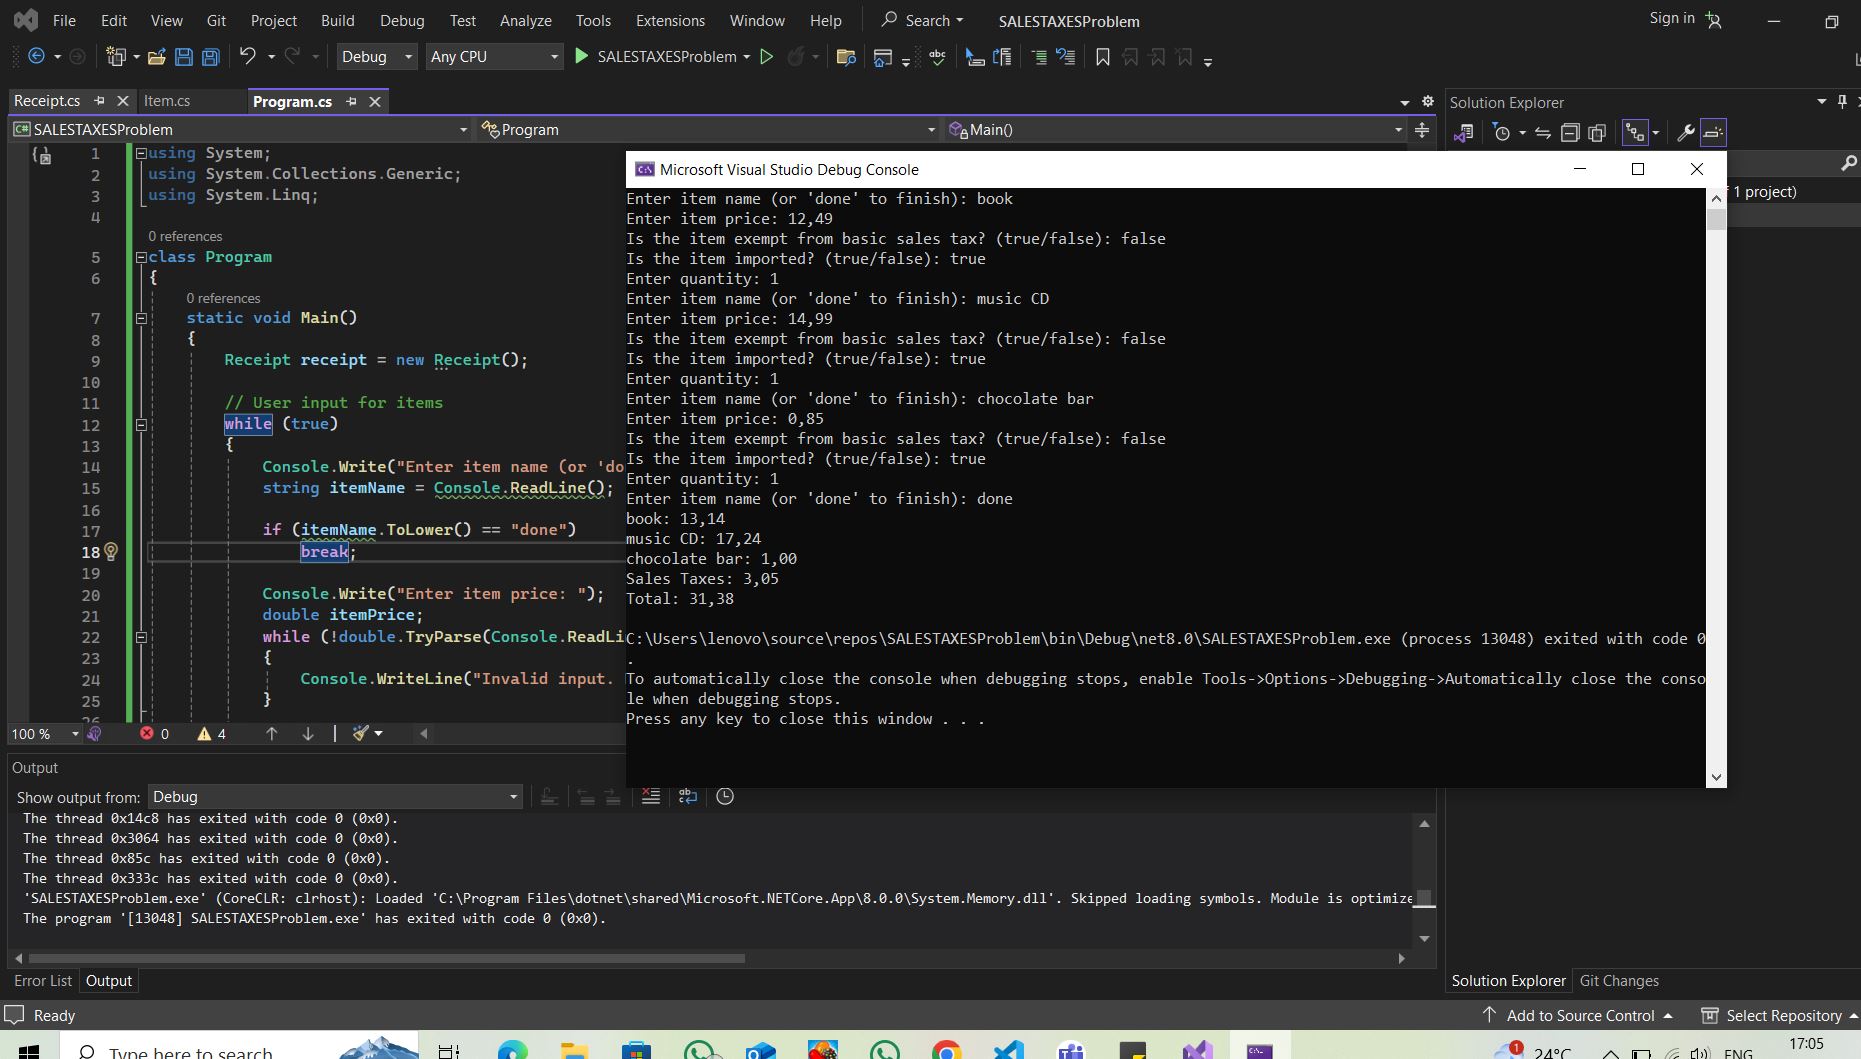 File Edit View Git Project Build Debug Test Analyze Tools Extensions Window Help Search SALESTAXESProblem Sign in
Debug Any CPU SALESTAXESProblem
Receipt.cs Item.cs Program.cs
SALESTAXESProblem Program Main()
1 using System;
2 using System.Collections.Generic;
3 using System.Linq;
4
0 references
5 class Program
6 {
0 references
7 static void Main()
8 {
9 Receipt receipt = new Receipt();
10
11 // User input for items
12 while (true)
13 {
14 Console.Write("Enter item name (or 'do
15 string itemName = Console.ReadLine();
16
17 if (itemName.ToLower() == "done")
18 break;
19
20 Console.Write("Enter item price: ");
21 double itemPrice;
22 while (!double.TryParse(Console.ReadLi
23 {
24 Console.WriteLine("Invalid input.
25 }
26
100 % 0 4
Microsoft Visual Studio Debug Console
Enter item name (or 'done' to finish): book
Enter item price: 12,49
Is the item exempt from basic sales tax? (true/false): false
Is the item imported? (true/false): true
Enter quantity: 1
Enter item name (or 'done' to finish): music CD
Enter item price: 14,99
Is the item exempt from basic sales tax? (true/false): false
Is the item imported? (true/false): true
Enter quantity: 1
Enter item name (or 'done' to finish): chocolate bar
Enter item price: 0,85
Is the item exempt from basic sales tax? (true/false): false
Is the item imported? (true/false): true
Enter quantity: 1
Enter item name (or 'done' to finish): done
book: 13,14
music CD: 17,24
chocolate bar: 1,00
Sales Taxes: 3,05
Total: 31,38
C:\Users\lenovo\source\repos\SALESTAXESProblem\bin\Debug\net8.0\SALESTAXESProblem.exe (process 13048) exited with code 0
.
To automatically close the console when debugging stops, enable Tools->Options->Debugging->Automatically close the conso
le when debugging stops.
Press any key to close this window . . .
Solution Explorer
1 project)
Output
Show output from: Debug
The thread 0x14c8 has exited with code 0 (0x0).
The thread 0x3064 has exited with code 0 (0x0).
The thread 0x85c has exited with code 0 (0x0).
The thread 0x333c has exited with code 0 (0x0).
'SALESTAXESProblem.exe' (CoreCLR: clrhost): Loaded 'C:\Program Files\dotnet\shared\Microsoft.NETCore.App\8.0.0\System.Memory.dll'. Skipped loading symbols. Module is optimize
The program '[13048] SALESTAXESProblem.exe' has exited with code 0 (0x0).
Error List Output
Solution Explorer Git Changes
Ready Add to Source Control Select Repository
Type here to search 1 24°C ENG 17:05